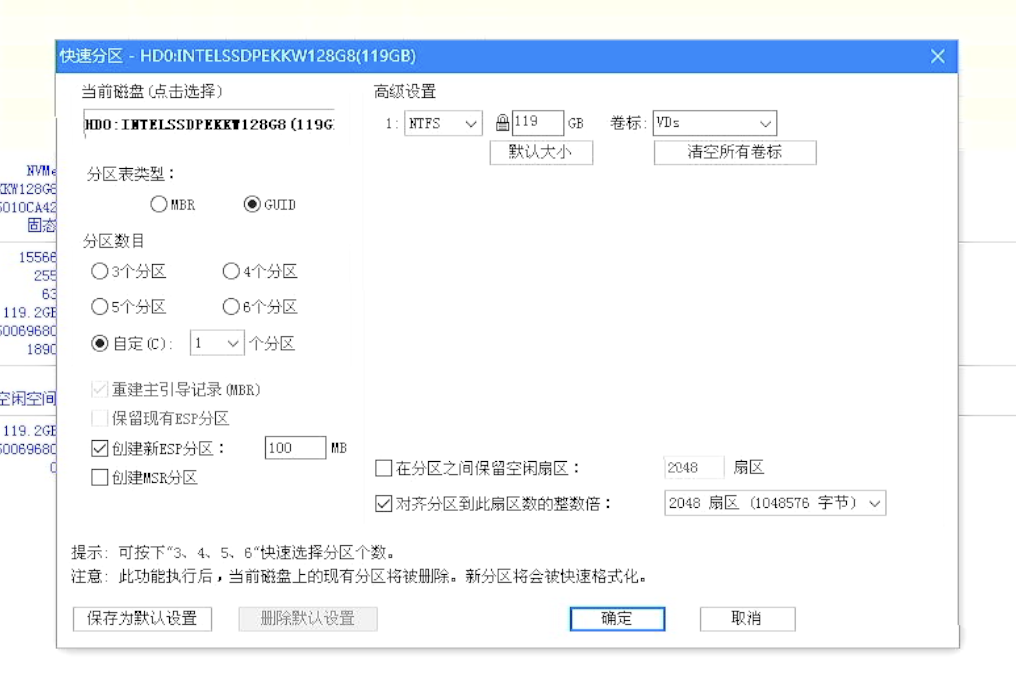 快速分区 - HD0:INTELSSDPEKKW128G8(119GB)
当前磁盘(点击选择)
HD0:INTELSSDPEKKW128G8(119G
分区表类型：
MBR
GUID
分区数目
3个分区
4个分区
5个分区
6个分区
自定(C): 1 个分区
重建主引导记录(MBR)
保留现有ESP分区
创建新ESP分区： 100 MB
创建MSR分区
高级设置
1: NTFS 119 GB 卷标: VDs
默认大小
清空所有卷标
在分区之间保留空闲扇区： 2048 扇区
对齐分区到此扇区数的整数倍： 2048 扇区 (1048576 字节)
提示: 可按下"3、4、5、6"快速选择分区个数。
注意: 此功能执行后，当前磁盘上的现有分区将被删除。新分区将会被快速格式化。
保存为默认设置
删除默认设置
确定
取消
NVMe
KKW128G8
5010CA42
固态
15566
255
63
119.2GB
50069680
1890
空闲空间
119.2GB
50069680
0